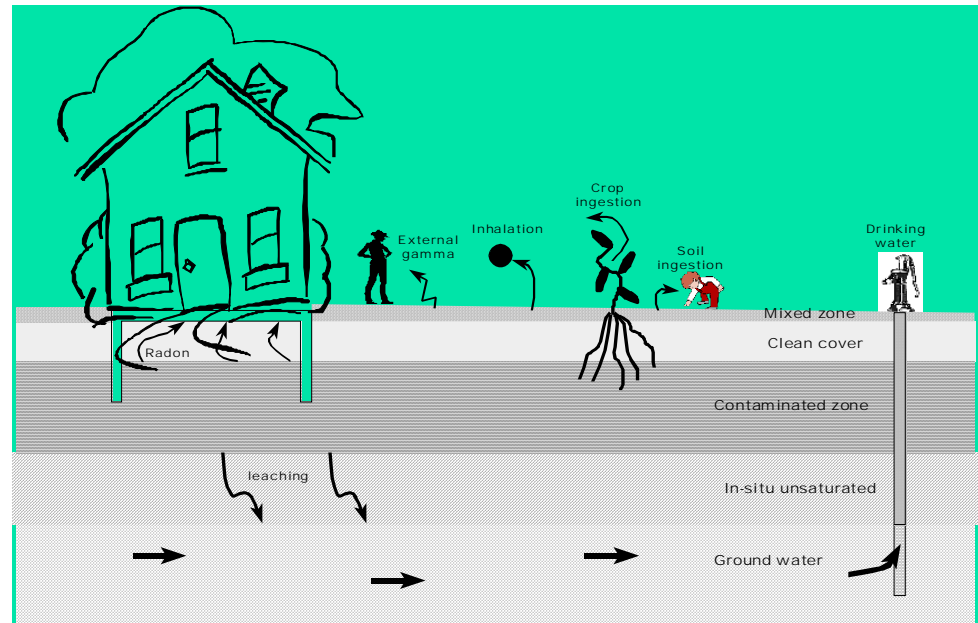 Crop
ingestion
Drinking
water
Inhalation
External
gamma
Soil
ingestion
Mixed zone
Clean cover
Radon
Contaminated zone
leaching
In-situ unsaturated
Ground water